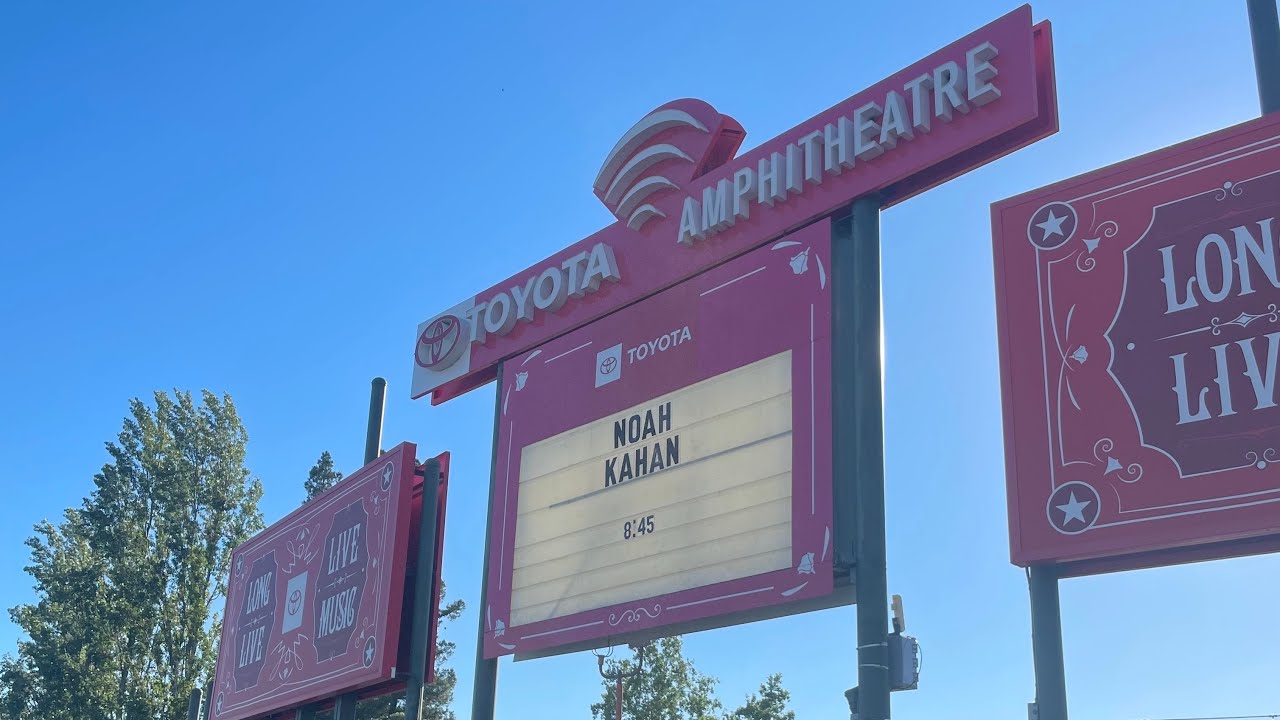 TOYOTA AMPHITHEATRE
TOYOTA
NOAH
KAHAN
8:45
LONG
LIVE
LIVE
MUSIC
LON
LIV